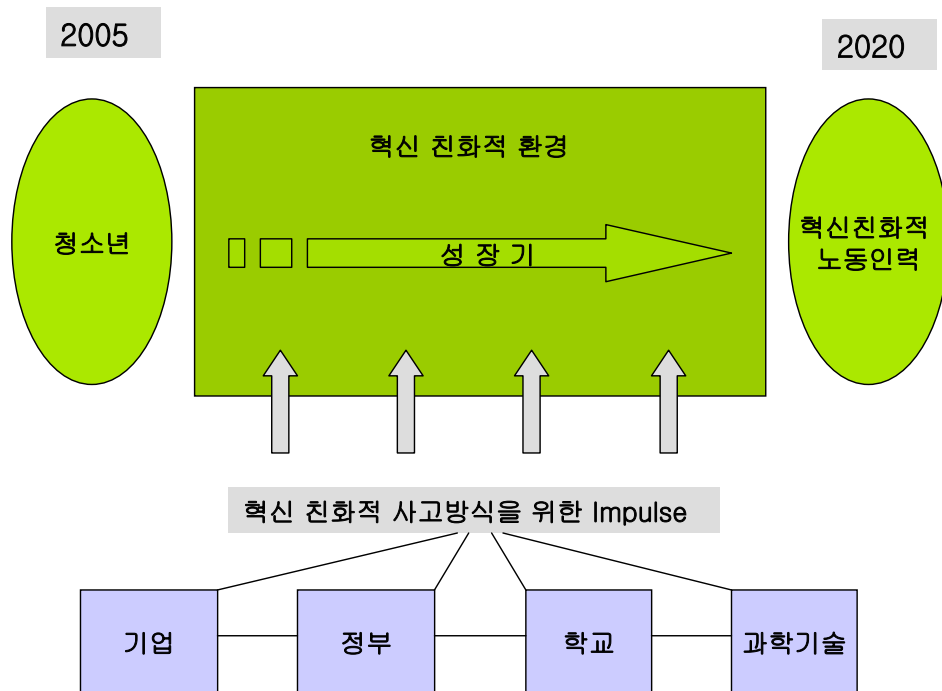 2005
2020
혁신 친화적 환경
청소년
성 장 기
혁신친화적
노동인력
혁신 친화적 사고방식을 위한 Impulse
기업
정부
학교
과학기술